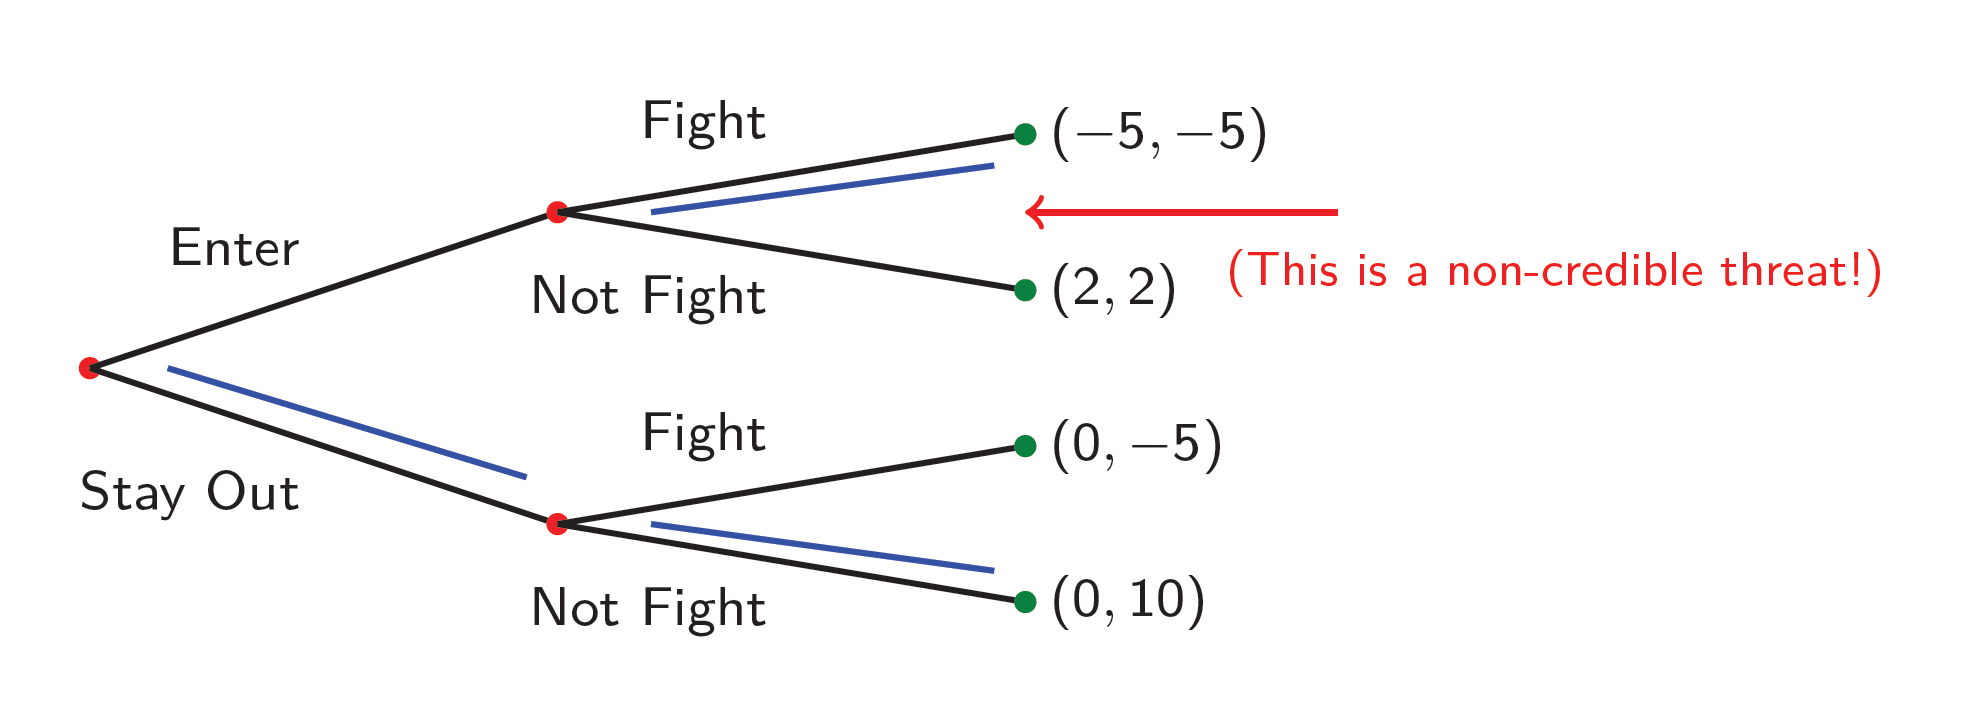 Fight
(−5, −5)
Enter
(This is a non-credible threat!)
Not Fight
(2, 2)
Fight
(0, −5)
Stay Out
Not Fight
(0, 10)